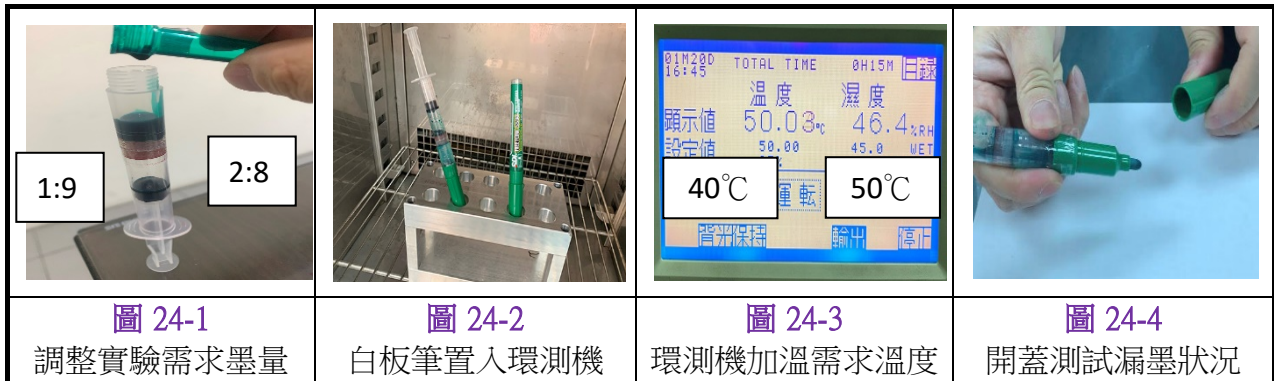 1:9
2:8
01M20D
16:45
TOTAL TIME 0H15M
目錄
溫度 濕度
顯示值 50.03℃ 46.4%RH
設定值 50.00 45.0 WET
40℃
50℃
運転
背光保持 輸出 停止
圖 24-1
調整實驗需求墨量
圖 24-2
白板筆置入環測機
圖 24-3
環測機加溫需求溫度
圖 24-4
開蓋測試漏墨狀況